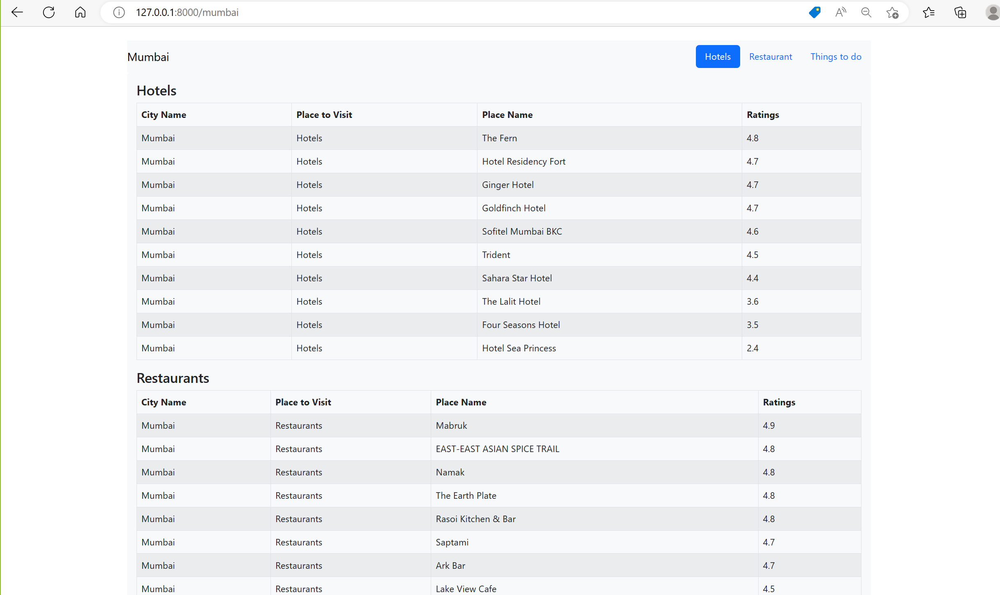 127.0.0.1:8000/mumbai
Mumbai Hotels Restaurant Things to do
Hotels
City Name Place to Visit Place Name Ratings
Mumbai Hotels The Fern 4.8
Mumbai Hotels Hotel Residency Fort 4.7
Mumbai Hotels Ginger Hotel 4.7
Mumbai Hotels Goldfinch Hotel 4.7
Mumbai Hotels Sofitel Mumbai BKC 4.6
Mumbai Hotels Trident 4.5
Mumbai Hotels Sahara Star Hotel 4.4
Mumbai Hotels The Lalit Hotel 3.6
Mumbai Hotels Four Seasons Hotel 3.5
Mumbai Hotels Hotel Sea Princess 2.4
Restaurants
City Name Place to Visit Place Name Ratings
Mumbai Restaurants Mabruk 4.9
Mumbai Restaurants EAST-EAST ASIAN SPICE TRAIL 4.8
Mumbai Restaurants Namak 4.8
Mumbai Restaurants The Earth Plate 4.8
Mumbai Restaurants Rasoi Kitchen & Bar 4.8
Mumbai Restaurants Saptami 4.7
Mumbai Restaurants Ark Bar 4.7
Mumbai Restaurants Lake View Cafe 4.5